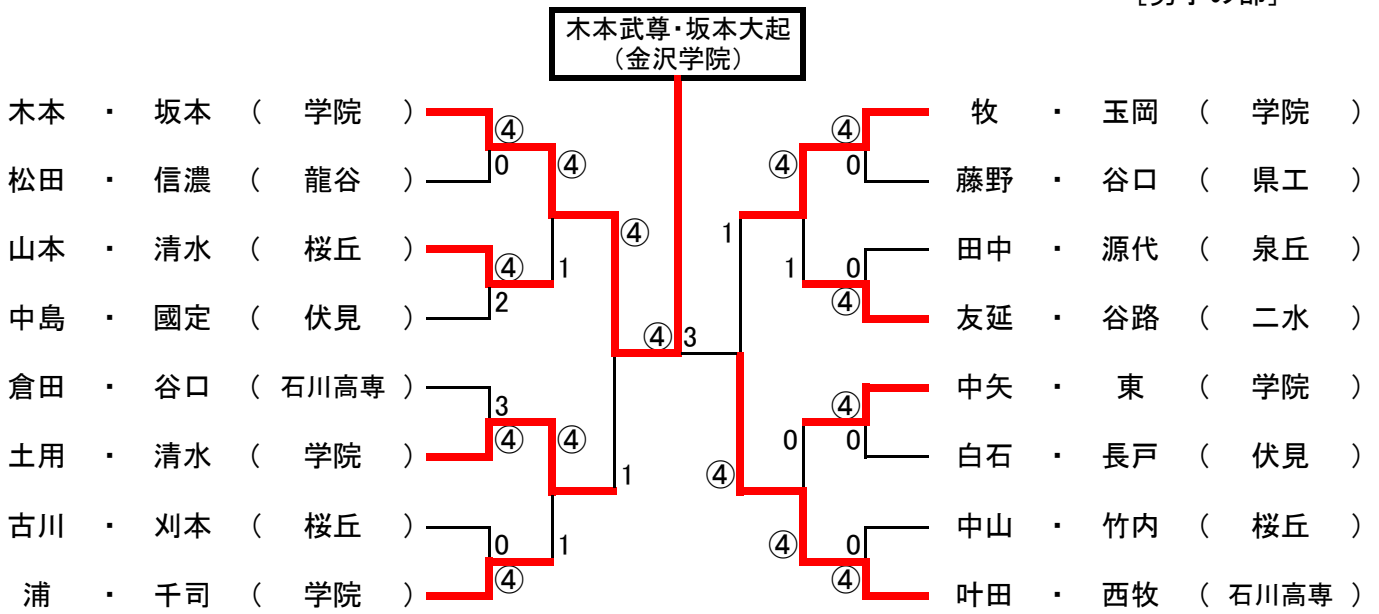 木本武尊・坂本大起
（金沢学院）
木本 ・ 坂本 （ 学院 ）
④
0
松田 ・ 信濃 （ 龍谷 ）
④
山本 ・ 清水 （ 桜丘 ）
④
2
1
中島 ・ 國定 （ 伏見 ）
④
倉田 ・ 谷口 （ 石川高専 ）
3
④
土用 ・ 清水 （ 学院 ）
④
1
古川 ・ 刈本 （ 桜丘 ）
0
④
1
浦 ・ 千司 （ 学院 ）
④ 3
牧 ・ 玉岡 （ 学院 ）
④
0
藤野 ・ 谷口 （ 県工 ）
④
1
田中 ・ 源代 （ 泉丘 ）
0
④
1
友延 ・ 谷路 （ 二水 ）
中矢 ・ 東 （ 学院 ）
④
0
白石 ・ 長戸 （ 伏見 ）
0
④
中山 ・ 竹内 （ 桜丘 ）
0
④
④
叶田 ・ 西牧 （ 石川高専 ）